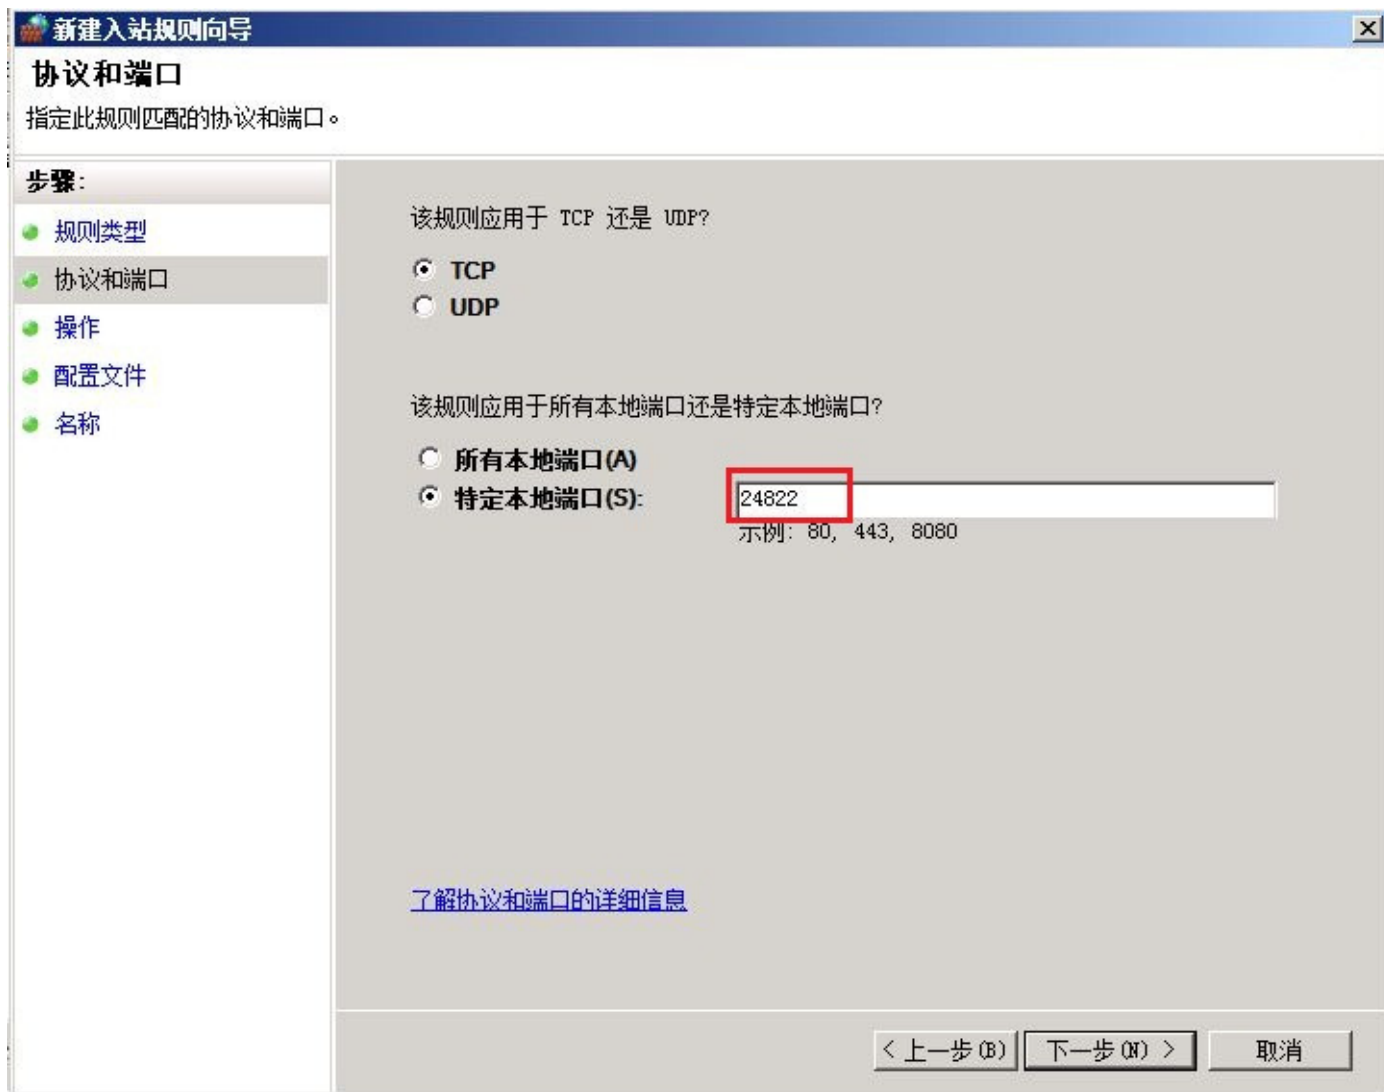 新建入站规则向导
协议和端口
指定此规则匹配的协议和端口。
步骤:
规则类型
协议和端口
操作
配置文件
名称
该规则应用于 TCP 还是 UDP?
TCP
UDP
该规则应用于所有本地端口还是特定本地端口?
所有本地端口(A)
特定本地端口(S):
24822
示例: 80, 443, 8080
了解协议和端口的详细信息
< 上一步(B)
下一步(N) >
取消